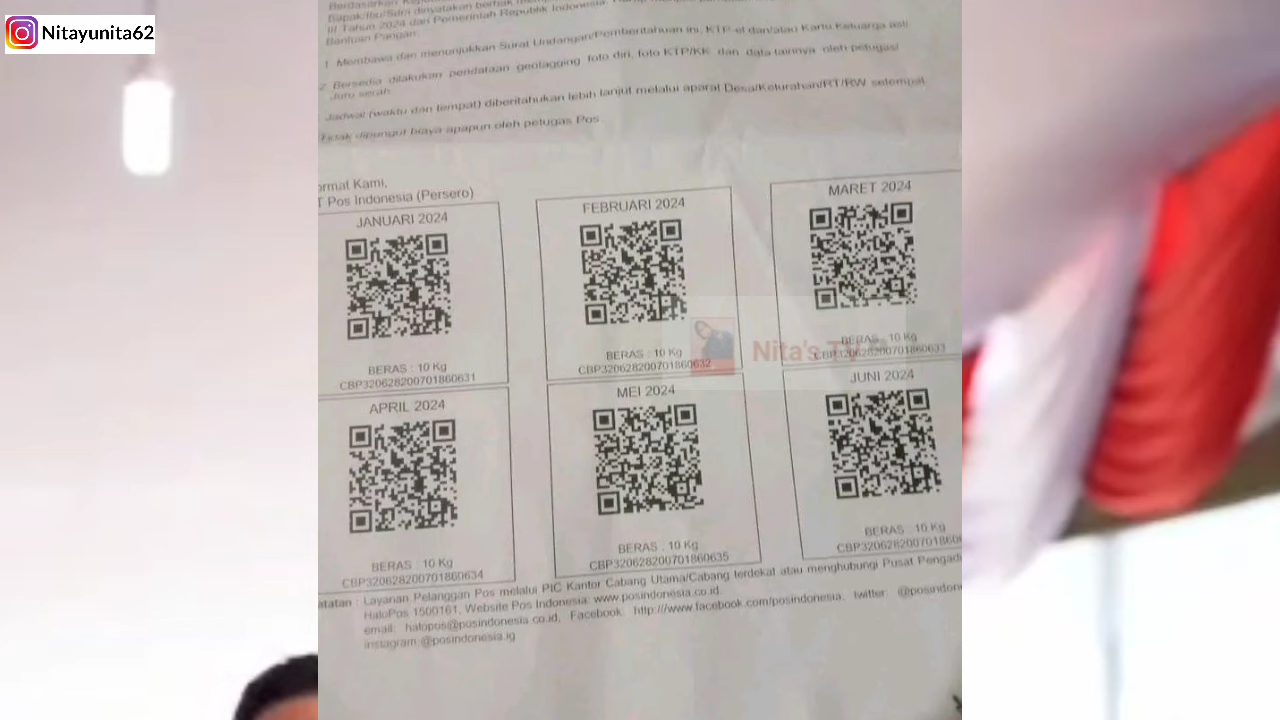 Nitayunita62
Bapak/Ibu/Sdri dinyatakan berhak
III Tahun 2024 dari Pemerintah Republik Indonesia.
Bantuan Pangan
1. Membawa dan menunjukkan Surat Undangan/Pemberitahuan ini, KTP-el dan/atau Kartu Keluarga asli
2. Bersedia dilakukan pendataan geotagging foto diri, foto KTP/KK dan data lainnya oleh petugas
Juru serah
Jadwal (waktu dan tempat) diberitahukan lebih lanjut melalui aparat Desa/Kelurahan/RT/RW setempat
Tidak dipungut biaya apapun oleh petugas Pos
ormat Kami,
T Pos Indonesia (Persero)
JANUARI 2024
FEBRUARI 2024
MARET 2024
BERAS : 10 Kg
CBP320628200701860631
BERAS : 10 Kg
CBP320628200701860632
BERAS : 10 Kg
CBP320628200701860633
Nita's TV
APRIL 2024
MEI 2024
JUNI 2024
BERAS : 10 Kg
CBP320628200701860634
BERAS : 10 Kg
CBP320628200701860635
BERAS : 10 Kg
CBP3206282007018606
atatan : Layanan Pelanggan Pos melalui PIC Kantor Cabang Utama/Cabang terdekat atau menghubungi Pusat Pengad
HaloPos 1500161, Website Pos Indonesia: www.posindonesia.co.id.
email: halopos@posindonesia.co.id, Facebook: http:///www.facebook.com/posindonesia, twitter: @posindone
instagram:@posindonesia.ig